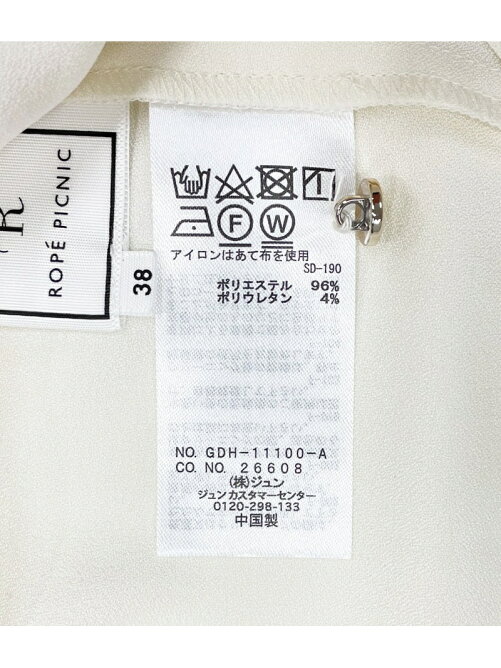 R
ROPÉ PICNIC
38
F W
アイロンはあて布を使用
SD-190
ポリエステル 96%
ポリウレタン 4%
NO. GDH-11100-A
CO. NO. 26608
(株)ジュン
ジュンカスタマーセンター
0120-298-133
中国製